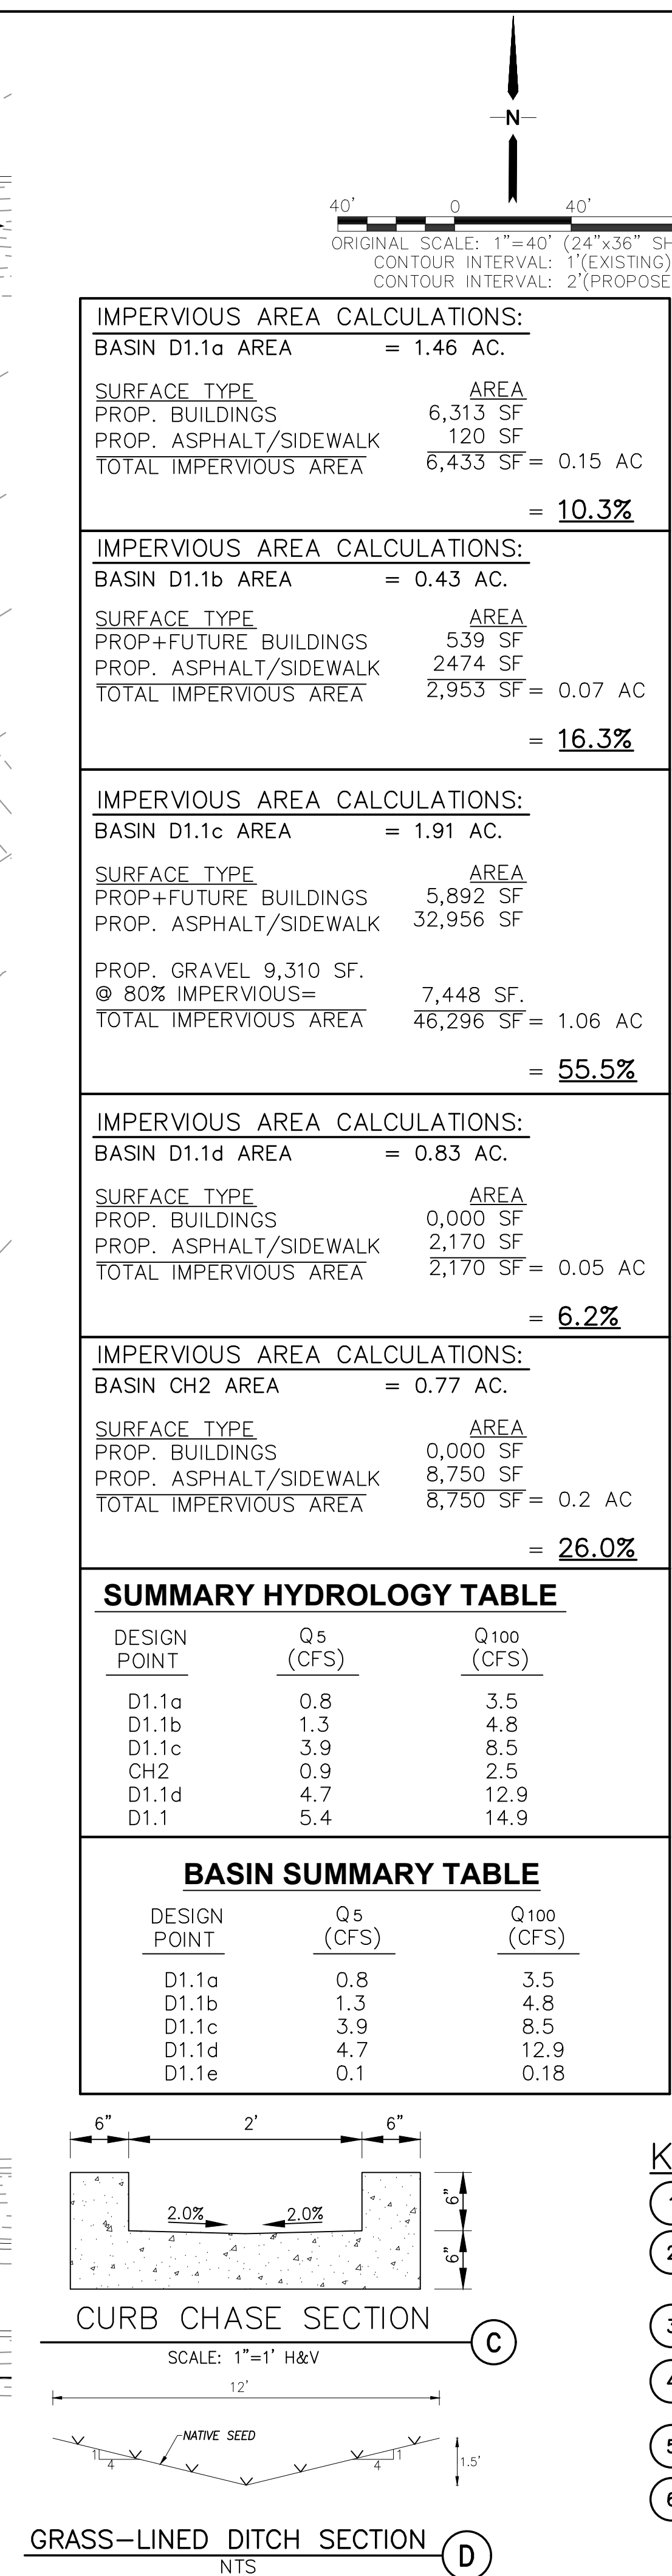 N
40' 0 40'
ORIGINAL SCALE: 1"=40' (24"x36" SH
CONTOUR INTERVAL: 1'(EXISTING)
CONTOUR INTERVAL: 2'(PROPOSE
IMPERVIOUS AREA CALCULATIONS:
BASIN D1.1a AREA = 1.46 AC.
SURFACE TYPE AREA
PROP. BUILDINGS 6,313 SF
PROP. ASPHALT/SIDEWALK 120 SF
TOTAL IMPERVIOUS AREA 6,433 SF = 0.15 AC
= 10.3%
IMPERVIOUS AREA CALCULATIONS:
BASIN D1.1b AREA = 0.43 AC.
SURFACE TYPE AREA
PROP+FUTURE BUILDINGS 539 SF
PROP. ASPHALT/SIDEWALK 2474 SF
TOTAL IMPERVIOUS AREA 2,953 SF = 0.07 AC
= 16.3%
IMPERVIOUS AREA CALCULATIONS:
BASIN D1.1c AREA = 1.91 AC.
SURFACE TYPE AREA
PROP+FUTURE BUILDINGS 5,892 SF
PROP. ASPHALT/SIDEWALK 32,956 SF
PROP. GRAVEL 9,310 SF.
@ 80% IMPERVIOUS= 7,448 SF.
TOTAL IMPERVIOUS AREA 46,296 SF = 1.06 AC
= 55.5%
IMPERVIOUS AREA CALCULATIONS:
BASIN D1.1d AREA = 0.83 AC.
SURFACE TYPE AREA
PROP. BUILDINGS 0,000 SF
PROP. ASPHALT/SIDEWALK 2,170 SF
TOTAL IMPERVIOUS AREA 2,170 SF = 0.05 AC
= 6.2%
IMPERVIOUS AREA CALCULATIONS:
BASIN CH2 AREA = 0.77 AC.
SURFACE TYPE AREA
PROP. BUILDINGS 0,000 SF
PROP. ASPHALT/SIDEWALK 8,750 SF
TOTAL IMPERVIOUS AREA 8,750 SF = 0.2 AC
= 26.0%
SUMMARY HYDROLOGY TABLE
DESIGN Q5 Q100
POINT (CFS) (CFS)
D1.1a 0.8 3.5
D1.1b 1.3 4.8
D1.1c 3.9 8.5
CH2 0.9 2.5
D1.1d 4.7 12.9
D1.1 5.4 14.9
BASIN SUMMARY TABLE
DESIGN Q5 Q100
POINT (CFS) (CFS)
D1.1a 0.8 3.5
D1.1b 1.3 4.8
D1.1c 3.9 8.5
D1.1d 4.7 12.9
D1.1e 0.1 0.18
6" 2' 6"
2.0% 2.0% 6"
6"
CURB CHASE SECTION C
SCALE: 1"=1' H&V
12'
NATIVE SEED
1 4 4 1 1.5'
GRASS-LINED DITCH SECTION D
NTS
K
1
2
3
4
5
6